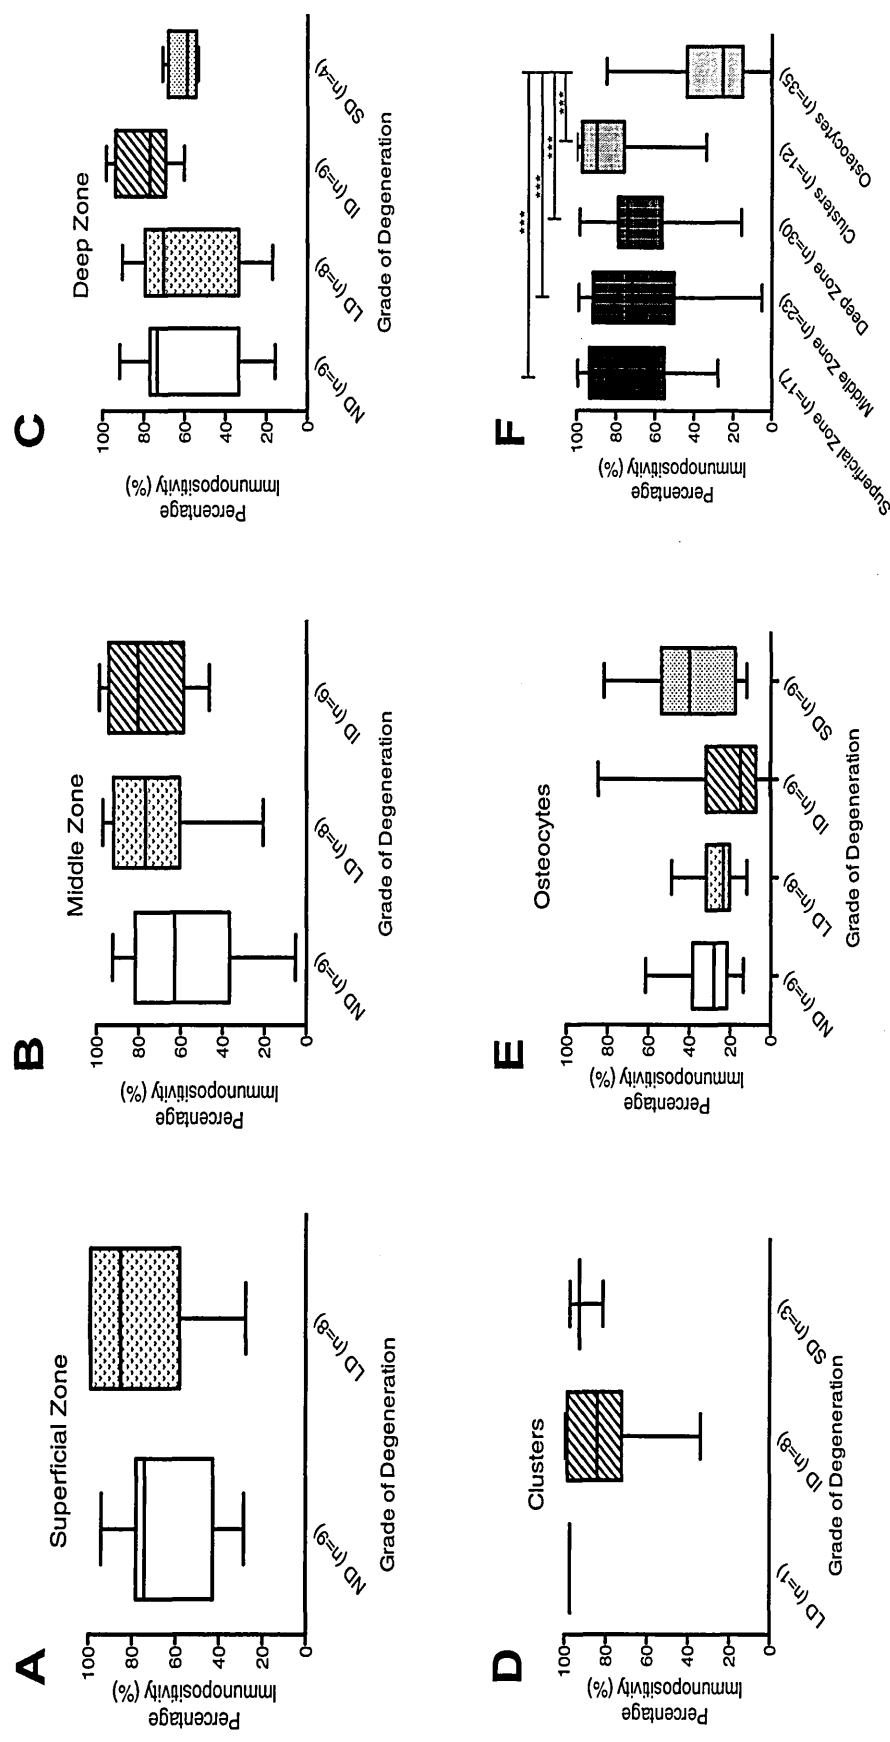 A
Superficial Zone
Percentage
Immunopositivity (%)
100
80
60
40
20
0
ND (n=9)
LD (n=8)
Grade of Degeneration
B
Middle Zone
Percentage
Immunopositivity (%)
100
80
60
40
20
0
ND (n=9)
LD (n=8)
ID (n=6)
Grade of Degeneration
C
Deep Zone
Percentage
Immunopositivity (%)
100
80
60
40
20
0
ND (n=9)
LD (n=8)
ID (n=9)
SD (n=4)
Grade of Degeneration
D
Clusters
Percentage
Immunopositivity (%)
100
80
60
40
20
0
LD (n=1)
ID (n=8)
SD (n=3)
Grade of Degeneration
E
Osteocytes
Percentage
Immunopositivity (%)
100
80
60
40
20
0
ND (n=9)
LD (n=8)
ID (n=9)
SD (n=9)
Grade of Degeneration
F
Percentage
Immunopositivity (%)
100
80
60
40
20
0
***
***
***
***
Superficial Zone (n=17)
Middle Zone (n=23)
Deep Zone (n=30)
Clusters (n=12)
Osteocytes (n=35)